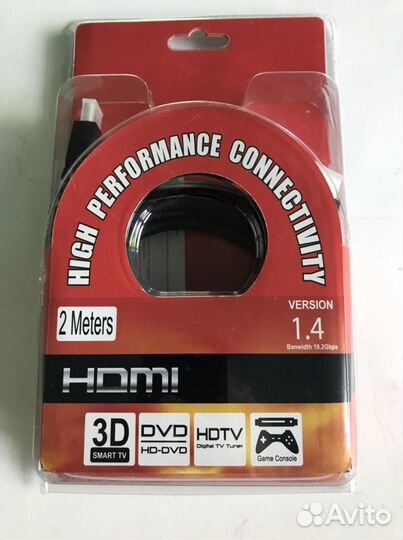 HIGH PERFORMANCE CONNECTIVITY
2 Meters
VERSION
1.4
Banwidth 10.2Gbps
HDMI
3D
SMART TV
DVD
HD-DVD
HDTV
Digital TV Tuner
Game Console
Avito